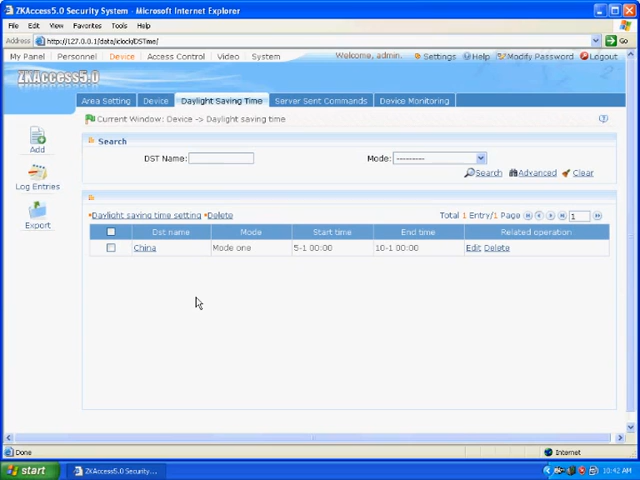 ZKAccess5.0 Security System - Microsoft Internet Explorer
File Edit View Favorites Tools Help
Address http://127.0.0.1/data/iclock/DSTime/ Go
My Panel Personnel Device Access Control Video System Welcome, admin. Settings Help Modify Password Logout
ZKAccess5.0
Area Setting Device Daylight Saving Time Server Sent Commands Device Monitoring
Current Window: Device -> Daylight saving time
Add
Log Entries
Export
Search
DST Name: Mode: ----------
Search Advanced Clear
Daylight saving time setting Delete Total 1 Entry/1 Page 1
Dst name Mode Start time End time Related operation
China Mode one 5-1 00:00 10-1 00:00 Edit Delete
Done Internet
start ZKAccess5.0 Security... 10:42 AM